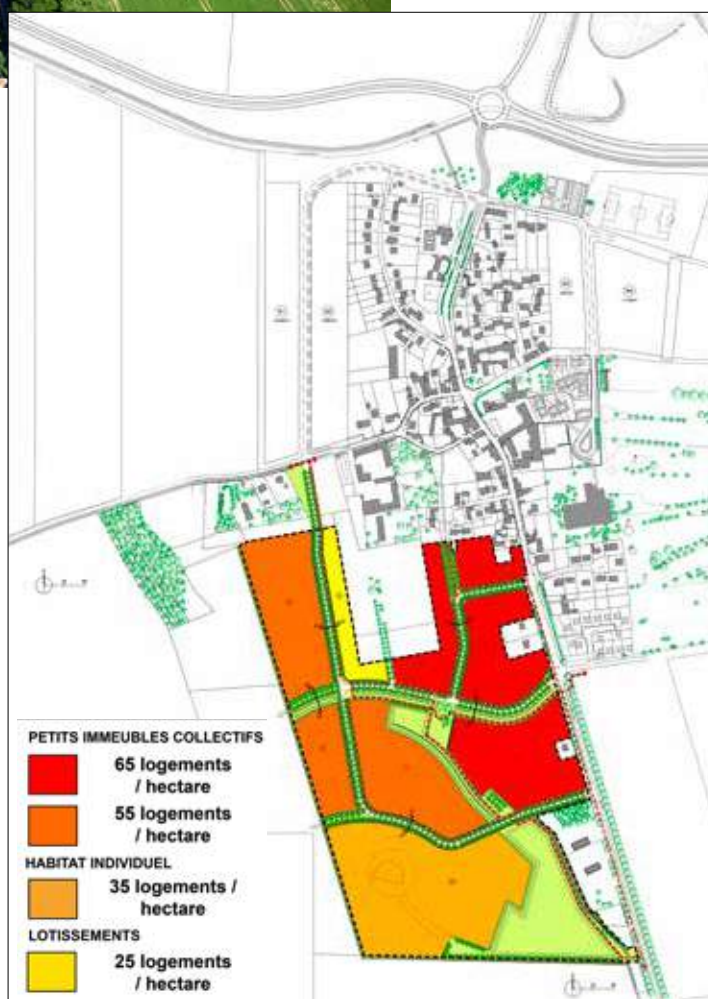 PETITS IMMEUBLES COLLECTIFS
65 logements
/ hectare
55 logements
/ hectare
HABITAT INDIVIDUEL
35 logements /
hectare
LOTISSEMENTS
25 logements
/ hectare